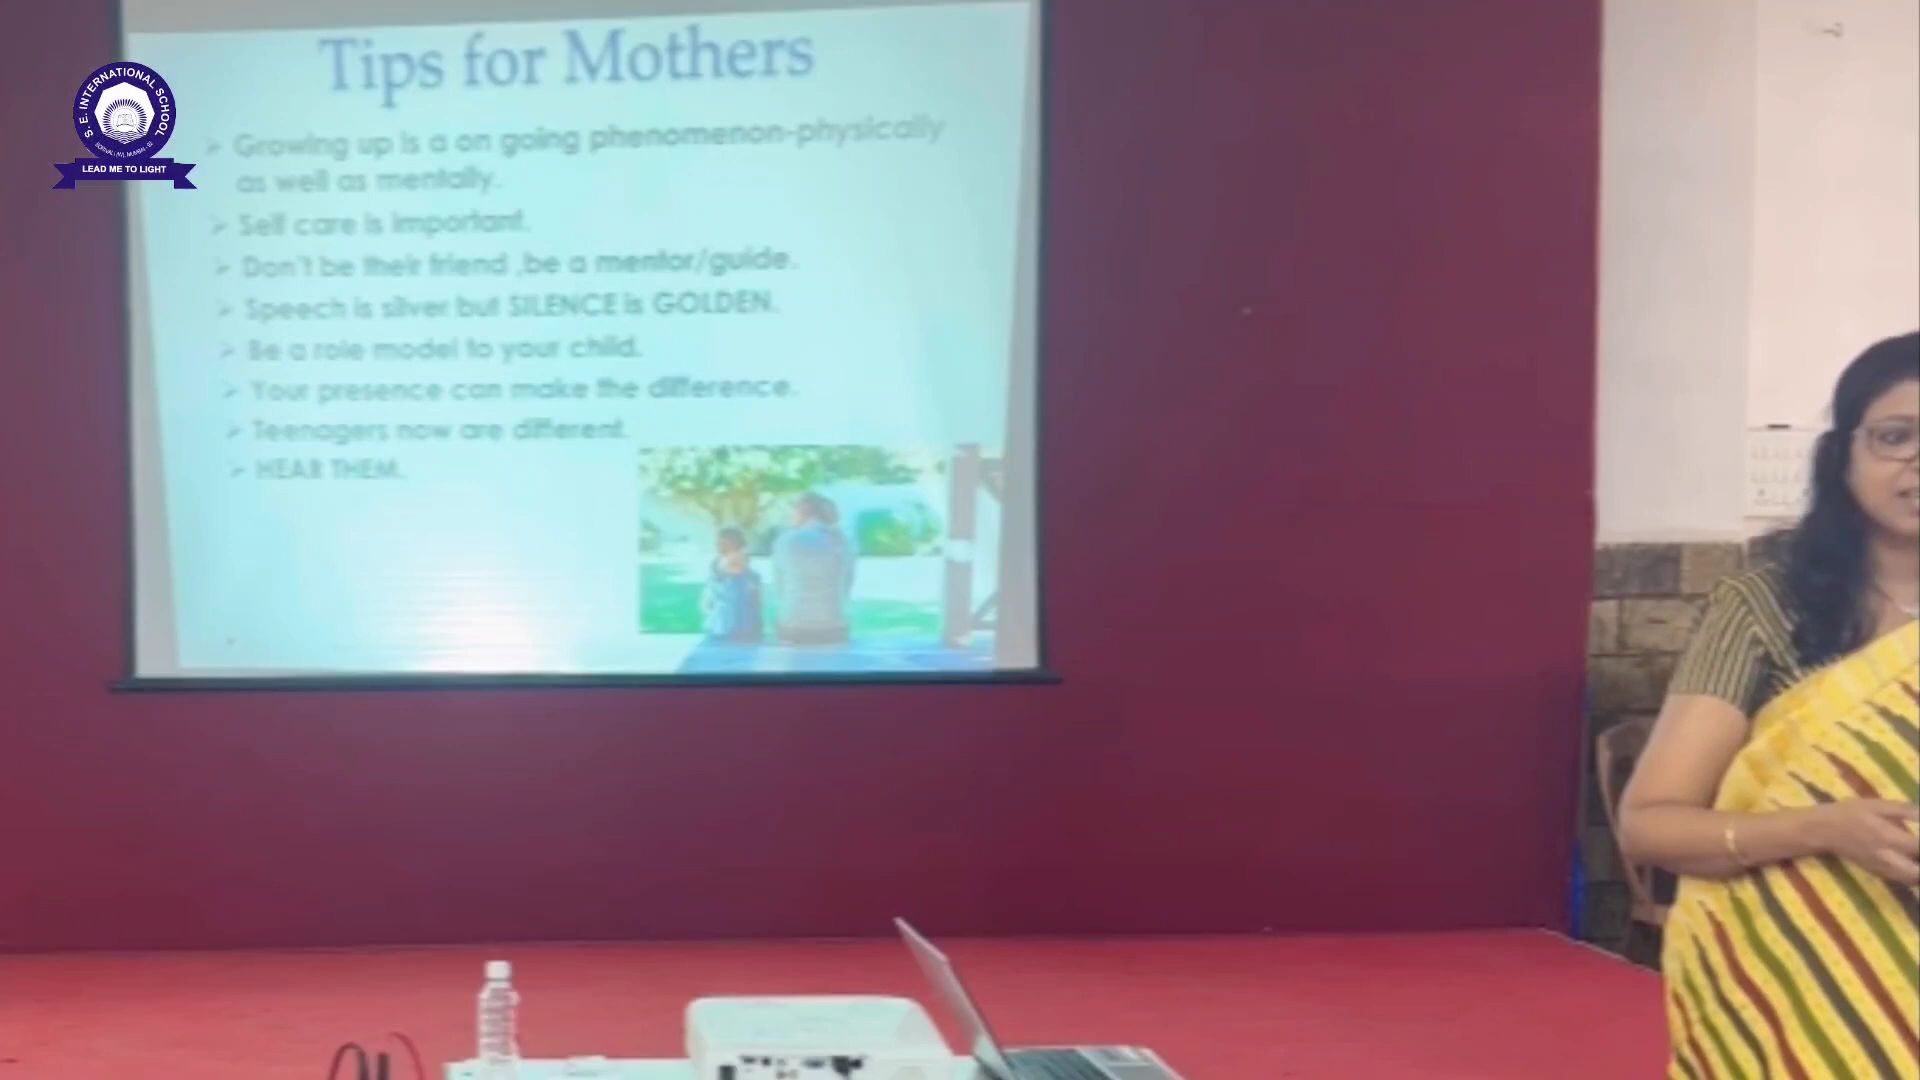 Tips for Mothers
S. E. INTERNATIONAL SCHOOL
LEAD ME TO LIGHT
Growing up is a on going phenomenon-physically
as well as mentally.
Self care is important.
Don't be their friend ,be a mentor/guide.
Speech is silver but SILENCE is GOLDEN.
Be a role model to your child.
Your presence can make the difference.
Teenagers now are different.
HEAR THEM.